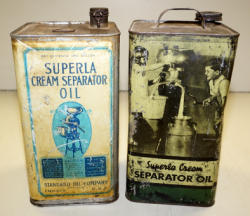 SUPERLA
CREAM SEPARATOR
OIL
STANDARD OIL COMPANY
"Superla Cream"
SEPARATOR OIL